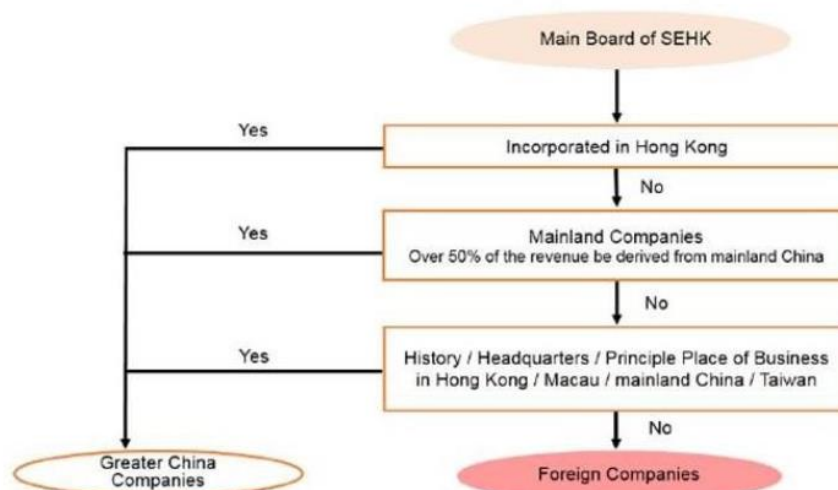 Main Board of SEHK
Yes
Incorporated in Hong Kong
No
Yes
Mainland Companies
Over 50% of the revenue be derived from mainland China
No
Yes
History / Headquarters / Principle Place of Business
in Hong Kong / Macau / mainland China / Taiwan
No
Greater China
Companies
Foreign Companies